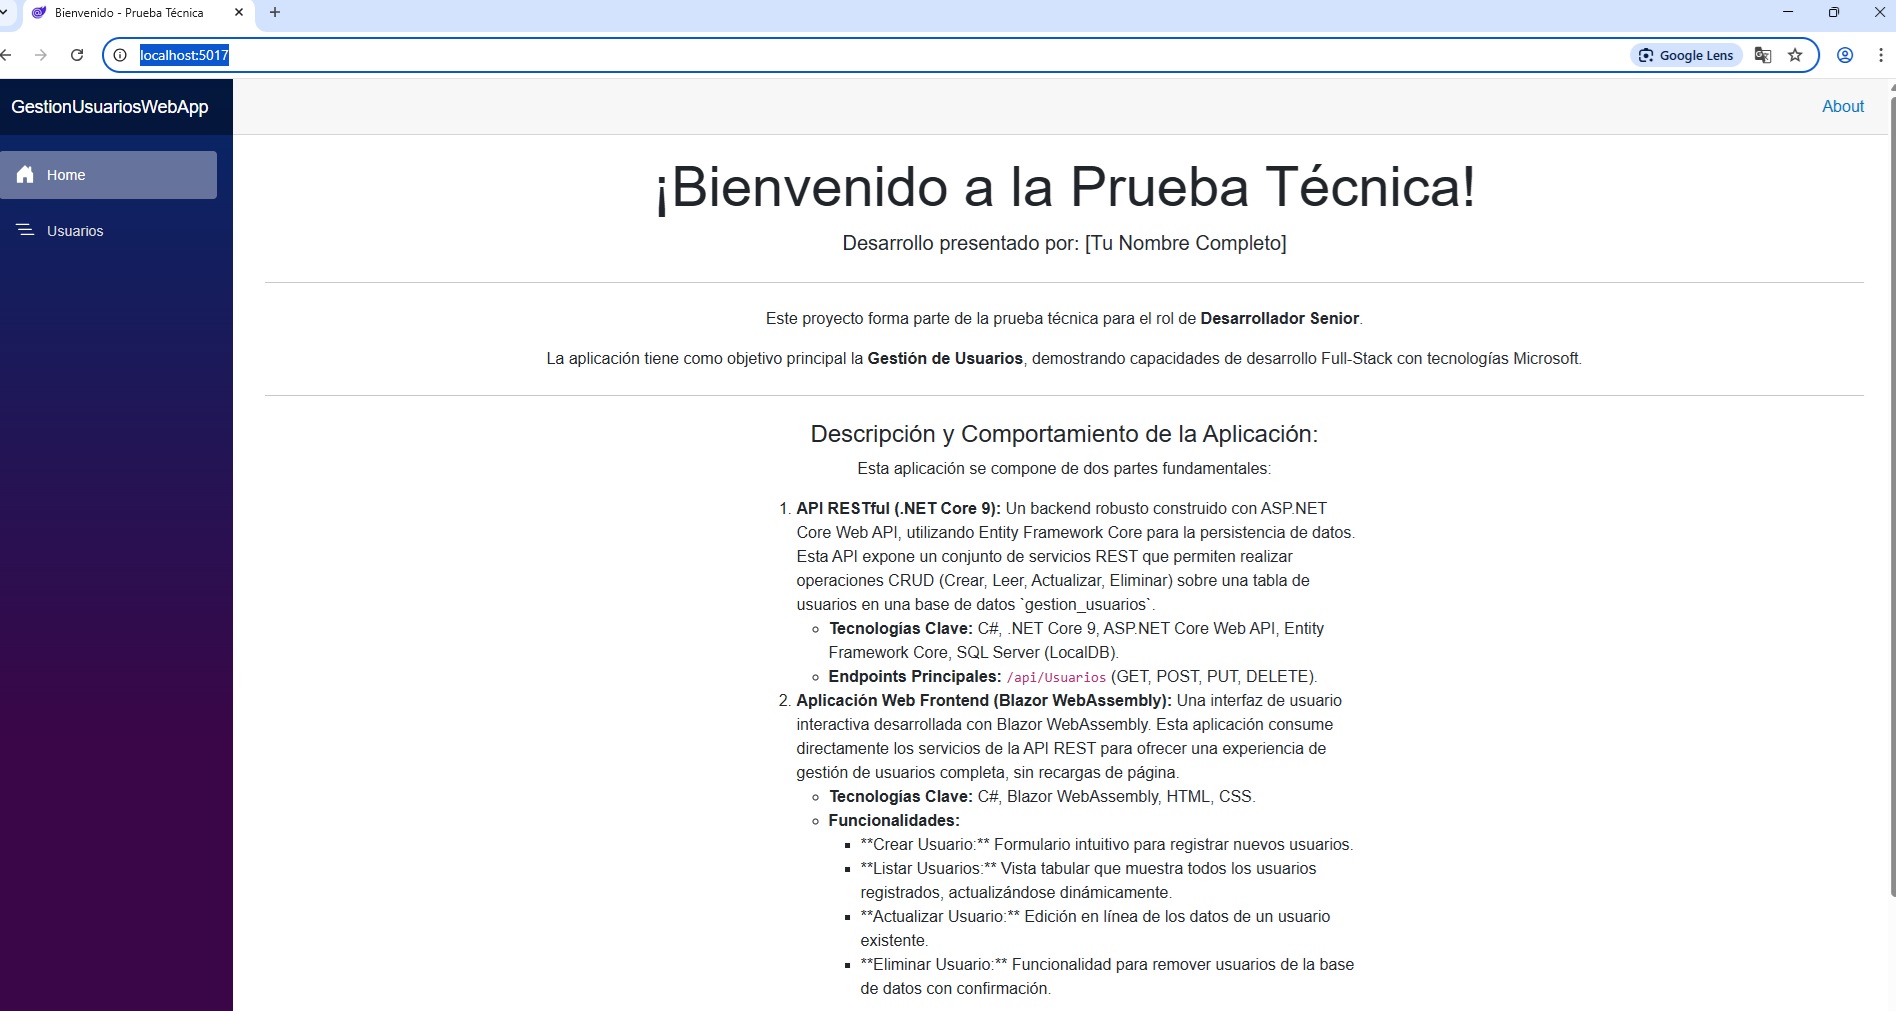 Bienvenido - Prueba Técnica
localhost:5017
Google Lens
GestionUsuariosWebApp
About
Home
Usuarios
¡Bienvenido a la Prueba Técnica!
Desarrollo presentado por: [Tu Nombre Completo]
Este proyecto forma parte de la prueba técnica para el rol de Desarrollador Senior.
La aplicación tiene como objetivo principal la Gestión de Usuarios, demostrando capacidades de desarrollo Full-Stack con tecnologías Microsoft.
Descripción y Comportamiento de la Aplicación:
Esta aplicación se compone de dos partes fundamentales:
1. API RESTful (.NET Core 9): Un backend robusto construido con ASP.NET
Core Web API, utilizando Entity Framework Core para la persistencia de datos.
Esta API expone un conjunto de servicios REST que permiten realizar
operaciones CRUD (Crear, Leer, Actualizar, Eliminar) sobre una tabla de
usuarios en una base de datos `gestion_usuarios`.
Tecnologías Clave: C#, .NET Core 9, ASP.NET Core Web API, Entity
Framework Core, SQL Server (LocalDB).
Endpoints Principales: /api/Usuarios (GET, POST, PUT, DELETE).
2. Aplicación Web Frontend (Blazor WebAssembly): Una interfaz de usuario
interactiva desarrollada con Blazor WebAssembly. Esta aplicación consume
directamente los servicios de la API REST para ofrecer una experiencia de
gestión de usuarios completa, sin recargas de página.
Tecnologías Clave: C#, Blazor WebAssembly, HTML, CSS.
Funcionalidades:
**Crear Usuario:** Formulario intuitivo para registrar nuevos usuarios.
**Listar Usuarios:** Vista tabular que muestra todos los usuarios
registrados, actualizándose dinámicamente.
**Actualizar Usuario:** Edición en línea de los datos de un usuario
existente.
**Eliminar Usuario:** Funcionalidad para remover usuarios de la base
de datos con confirmación.